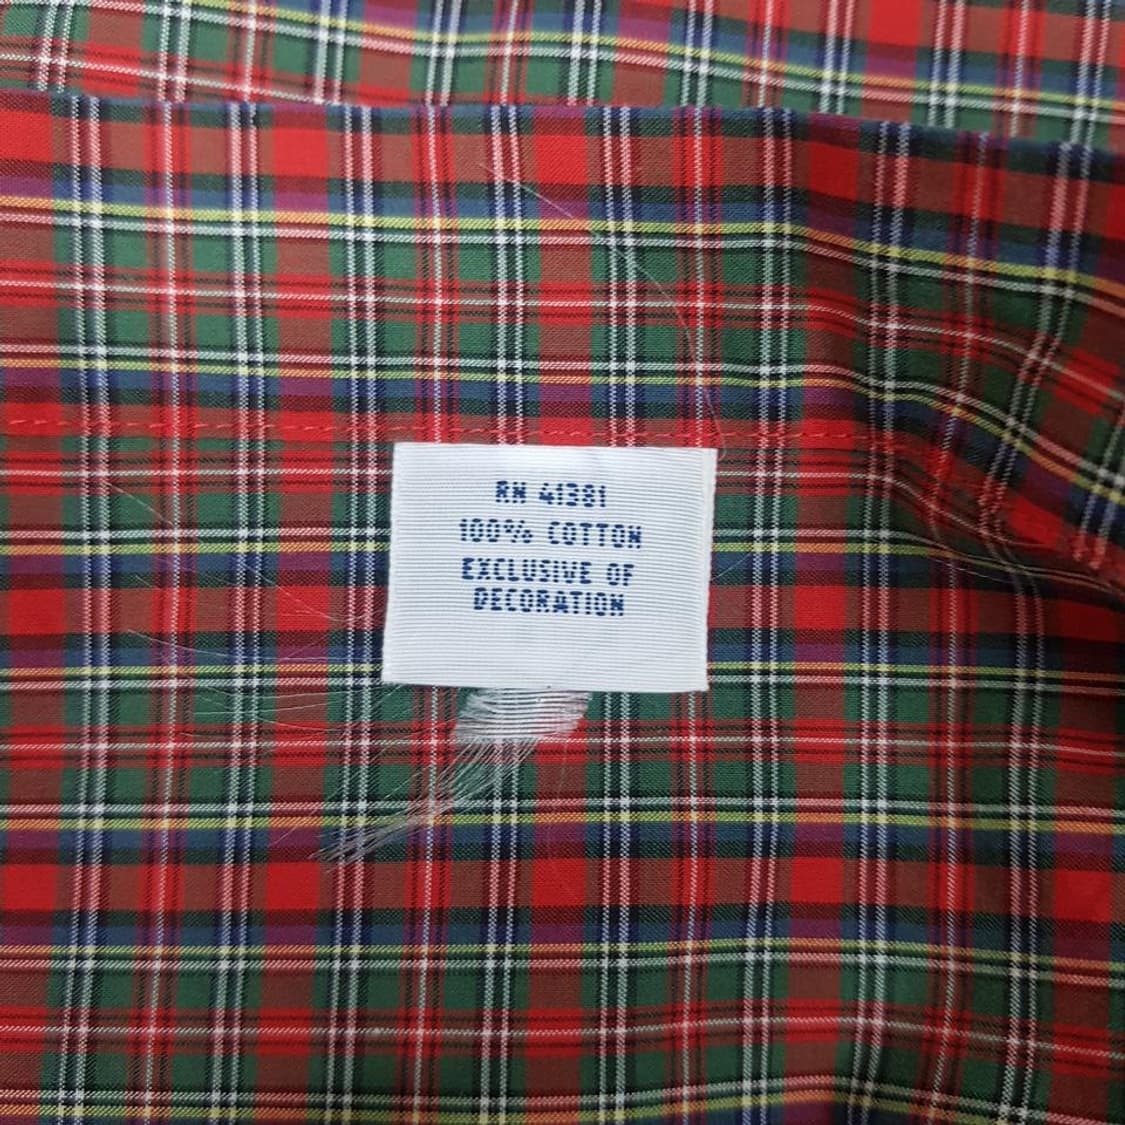 RN 41381
100% COTTON
EXCLUSIVE OF
DECORATION